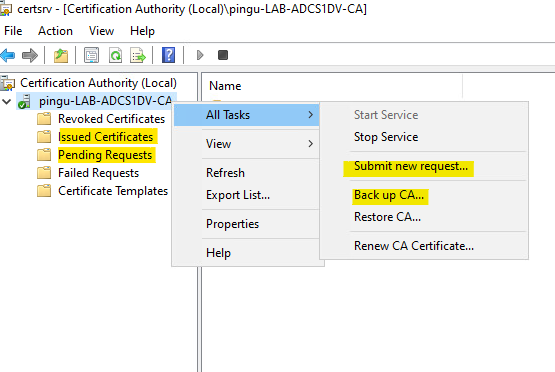 certsrv - [Certification Authority (Local)\pingu-LAB-ADCS1DV-CA]
File Action View Help
Certification Authority (Local)
pingu-LAB-ADCS1DV-CA
Revoked Certificates
Issued Certificates
Pending Requests
Failed Requests
Certificate Templates
Name
All Tasks
View
Refresh
Export List...
Properties
Help
Start Service
Stop Service
Submit new request...
Back up CA...
Restore CA...
Renew CA Certificate...